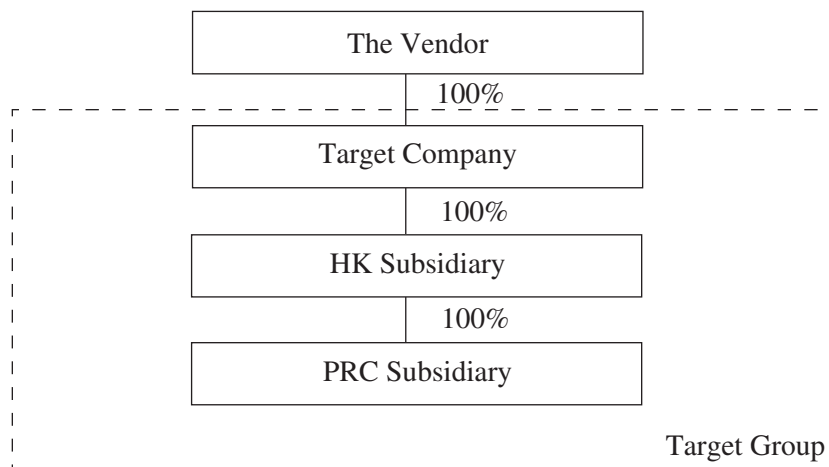 The Vendor
100%
Target Company
100%
HK Subsidiary
100%
PRC Subsidiary
Target Group